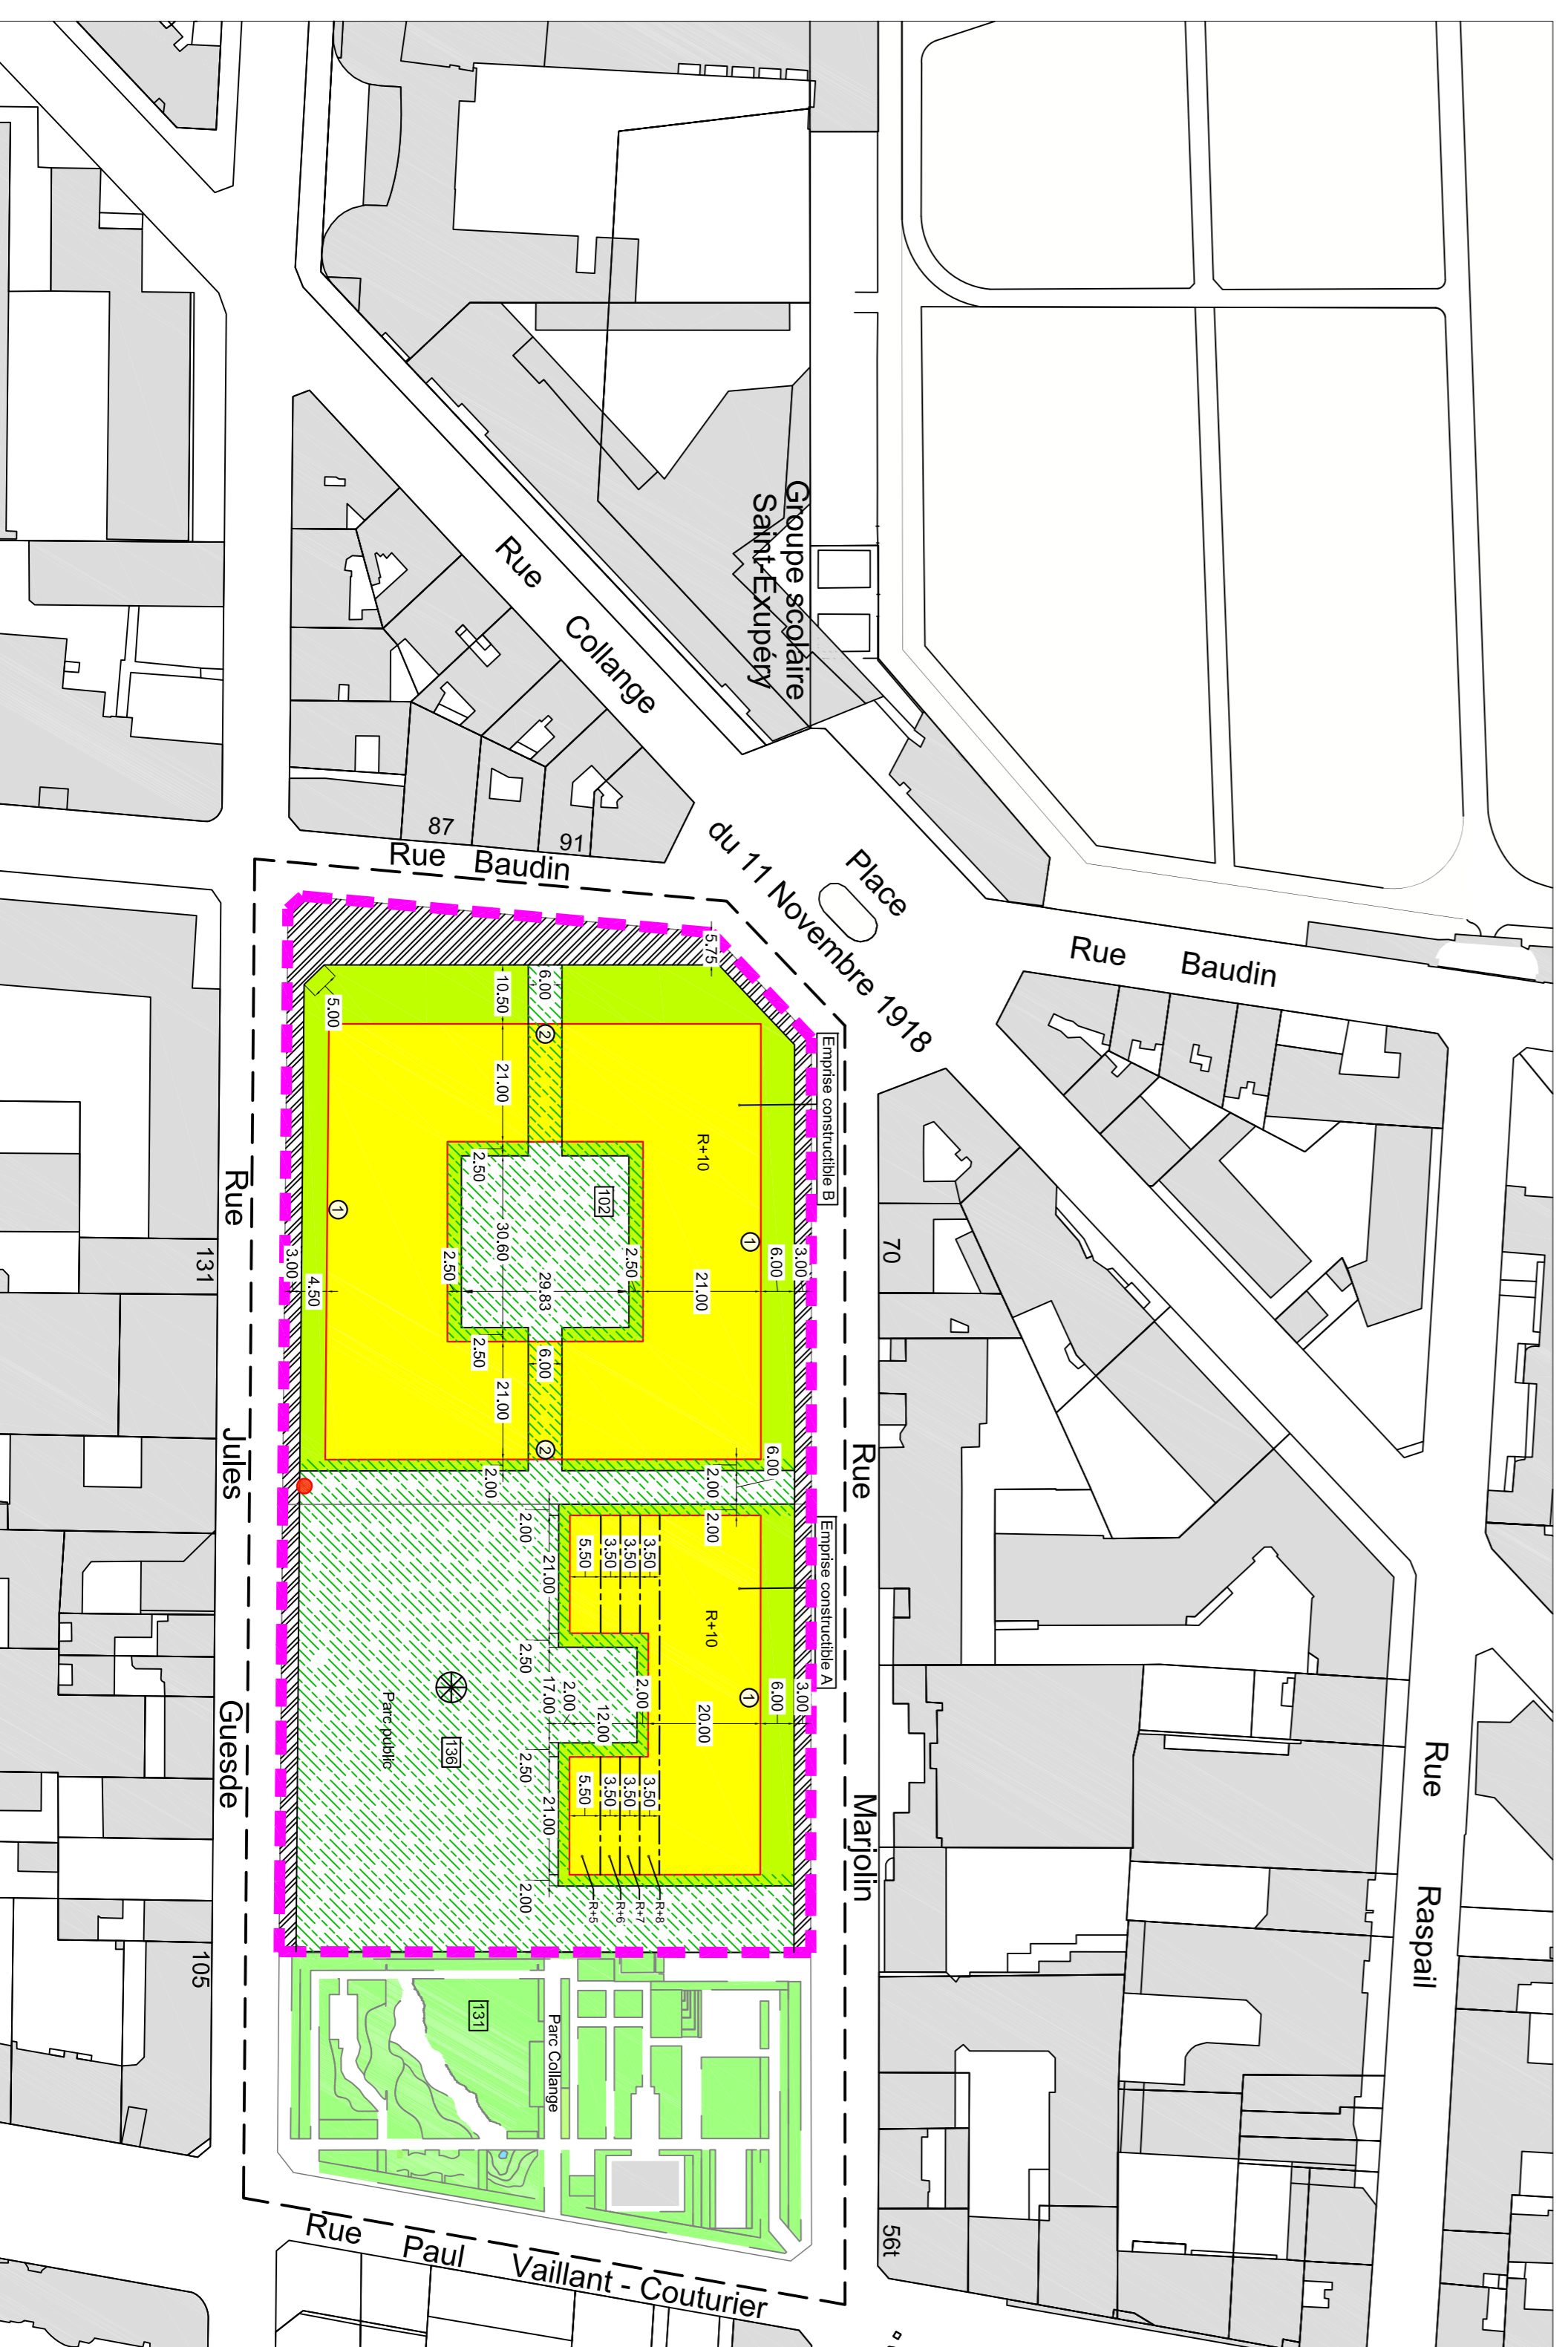 Groupe scolaire
Saint-Exupéry
Rue Collange
87
91
Rue Baudin
Place
du 11 Novembre 1918
Rue Baudin
5.75
Emprise constructible B
10.50
6.00
5.00
2
21.00
R+10
2.50
102
1
1
30.60
29.83
2.50
2.50
21.00
6.00
3.00
3.00
4.50
2.50
6.00
21.00
2
70
131
Rue Jules Guesde
Rue Marjolin
Rue Raspail
2.00
2.00
6.00
2.00
2.00
Emprise constructible A
5.50
3.50
3.50
3.50
21.00
R+10
2.50
17.00
2.00
12.00
2.00
20.00
6.00
3.00
1
Parc public
136
2.50
5.50
3.50
3.50
3.50
21.00
R+5
R+6
R+7
R+8
2.00
105
131
Parc Collange
56t
Rue Paul Vaillant - Couturier